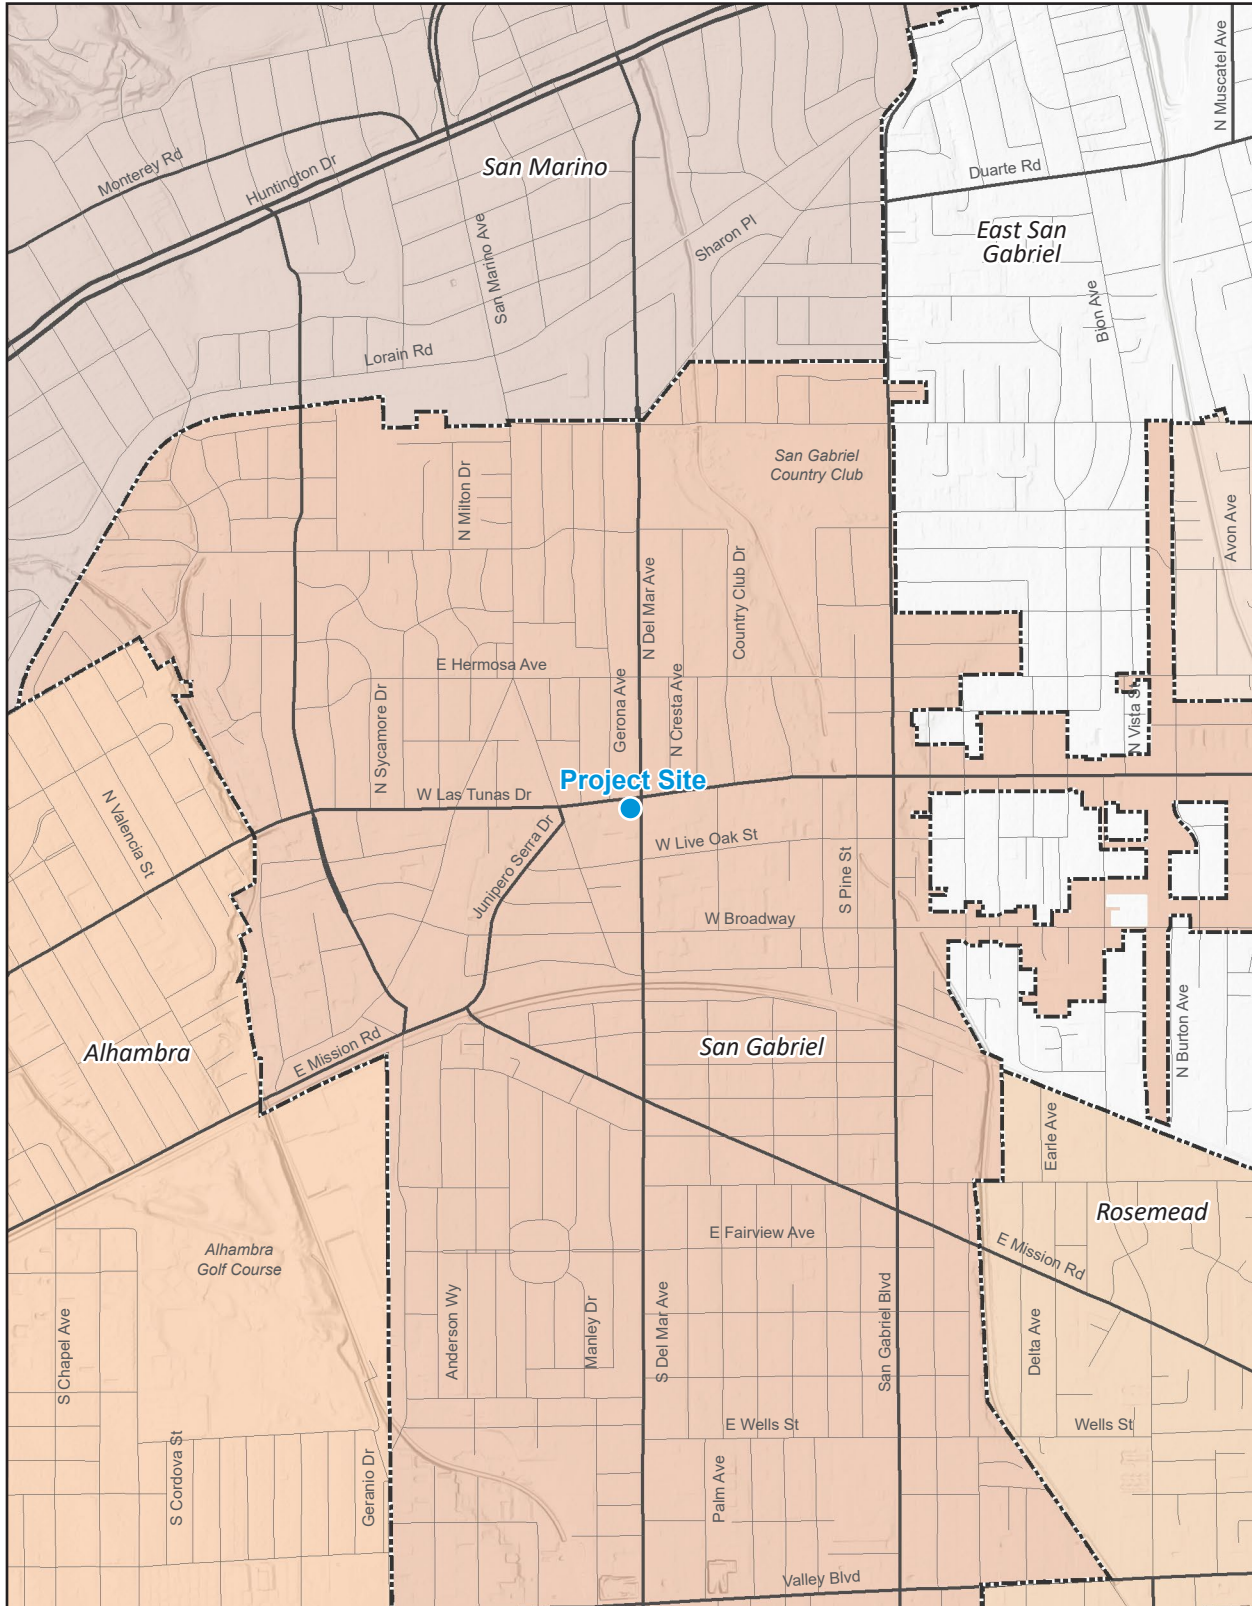 N Muscatel Ave
Monterey Rd
Huntington Dr
San Marino
Duarte Rd
San Marino Ave
Sharon Pl
East San
Gabriel
Bion Ave
Lorain Rd
San Gabriel
Country Club
N Milton Dr
Avon Ave
N Del Mar Ave
Country Club Dr
E Hermosa Ave
N Sycamore Dr
Gerona Ave
N Cresta Ave
N Vista St
Project Site
W Las Tunas Dr
N Valencia St
Junipero Serra Dr
W Live Oak St
S Pine St
W Broadway
Alhambra
E Mission Rd
San Gabriel
N Burton Ave
Earle Ave
Rosemead
E Fairview Ave
E Mission Rd
Alhambra
Golf Course
S Chapel Ave
Anderson Wy
Manley Dr
S Del Mar Ave
San Gabriel Blvd
Delta Ave
E Wells St
Wells St
S Cordova St
Geranio Dr
Palm Ave
Valley Blvd